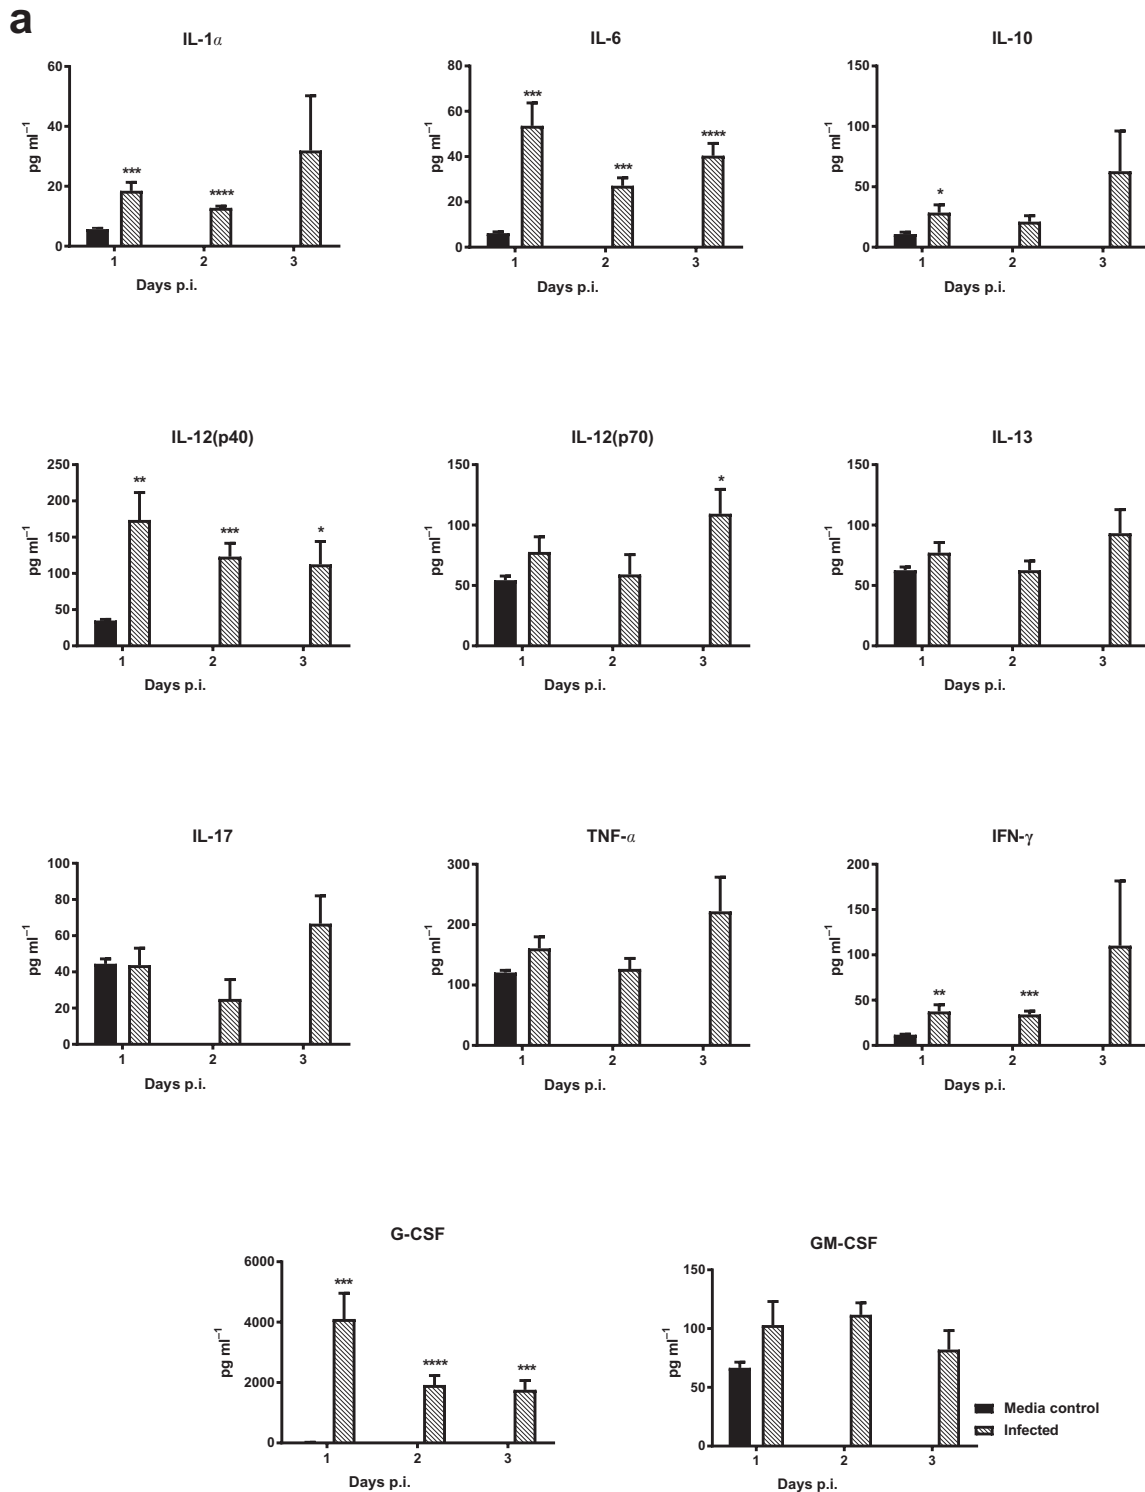 a
IL-1α
IL-6
IL-10
60
40
20
0
pg ml⁻¹
***
****
1
2
3
Days p.i.
80
60
40
20
0
pg ml⁻¹
***
***
****
1
2
3
Days p.i.
150
100
50
0
pg ml⁻¹
*
1
2
3
Days p.i.
IL-12(p40)
IL-12(p70)
IL-13
250
200
150
100
50
0
pg ml⁻¹
**
***
*
1
2
3
Days p.i.
150
100
50
0
pg ml⁻¹
*
1
2
3
Days p.i.
150
100
50
0
pg ml⁻¹
1
2
3
Days p.i.
IL-17
TNF-α
IFN-γ
100
80
60
40
20
0
pg ml⁻¹
1
2
3
Days p.i.
300
200
100
0
pg ml⁻¹
1
2
3
Days p.i.
200
150
100
50
0
pg ml⁻¹
**
***
1
2
3
Days p.i.
G-CSF
GM-CSF
6000
4000
2000
0
pg ml⁻¹
***
****
***
1
2
3
Days p.i.
150
100
50
0
pg ml⁻¹
1
2
3
Days p.i.
Media control
Infected